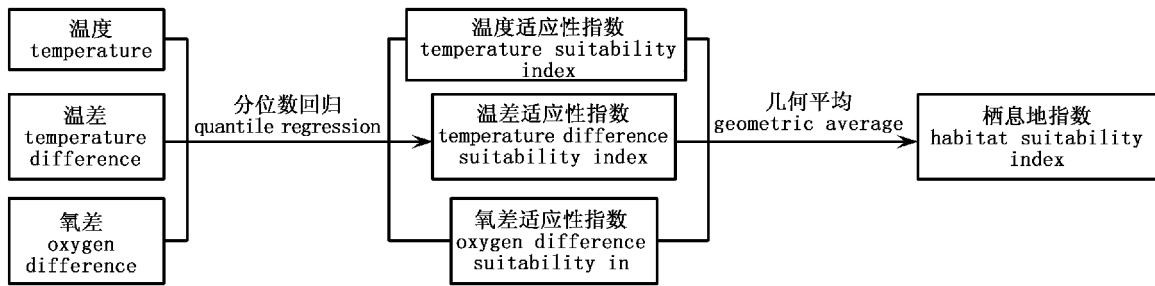 温度
temperature
温差
temperature
difference
氧差
oxygen
difference
分位数回归
quantile regression
温度适应性指数
temperature suitability
index
温差适应性指数
temperature difference
suitability index
氧差适应性指数
oxygen difference
suitability in
几何平均
geometric average
栖息地指数
habitat suitability
index